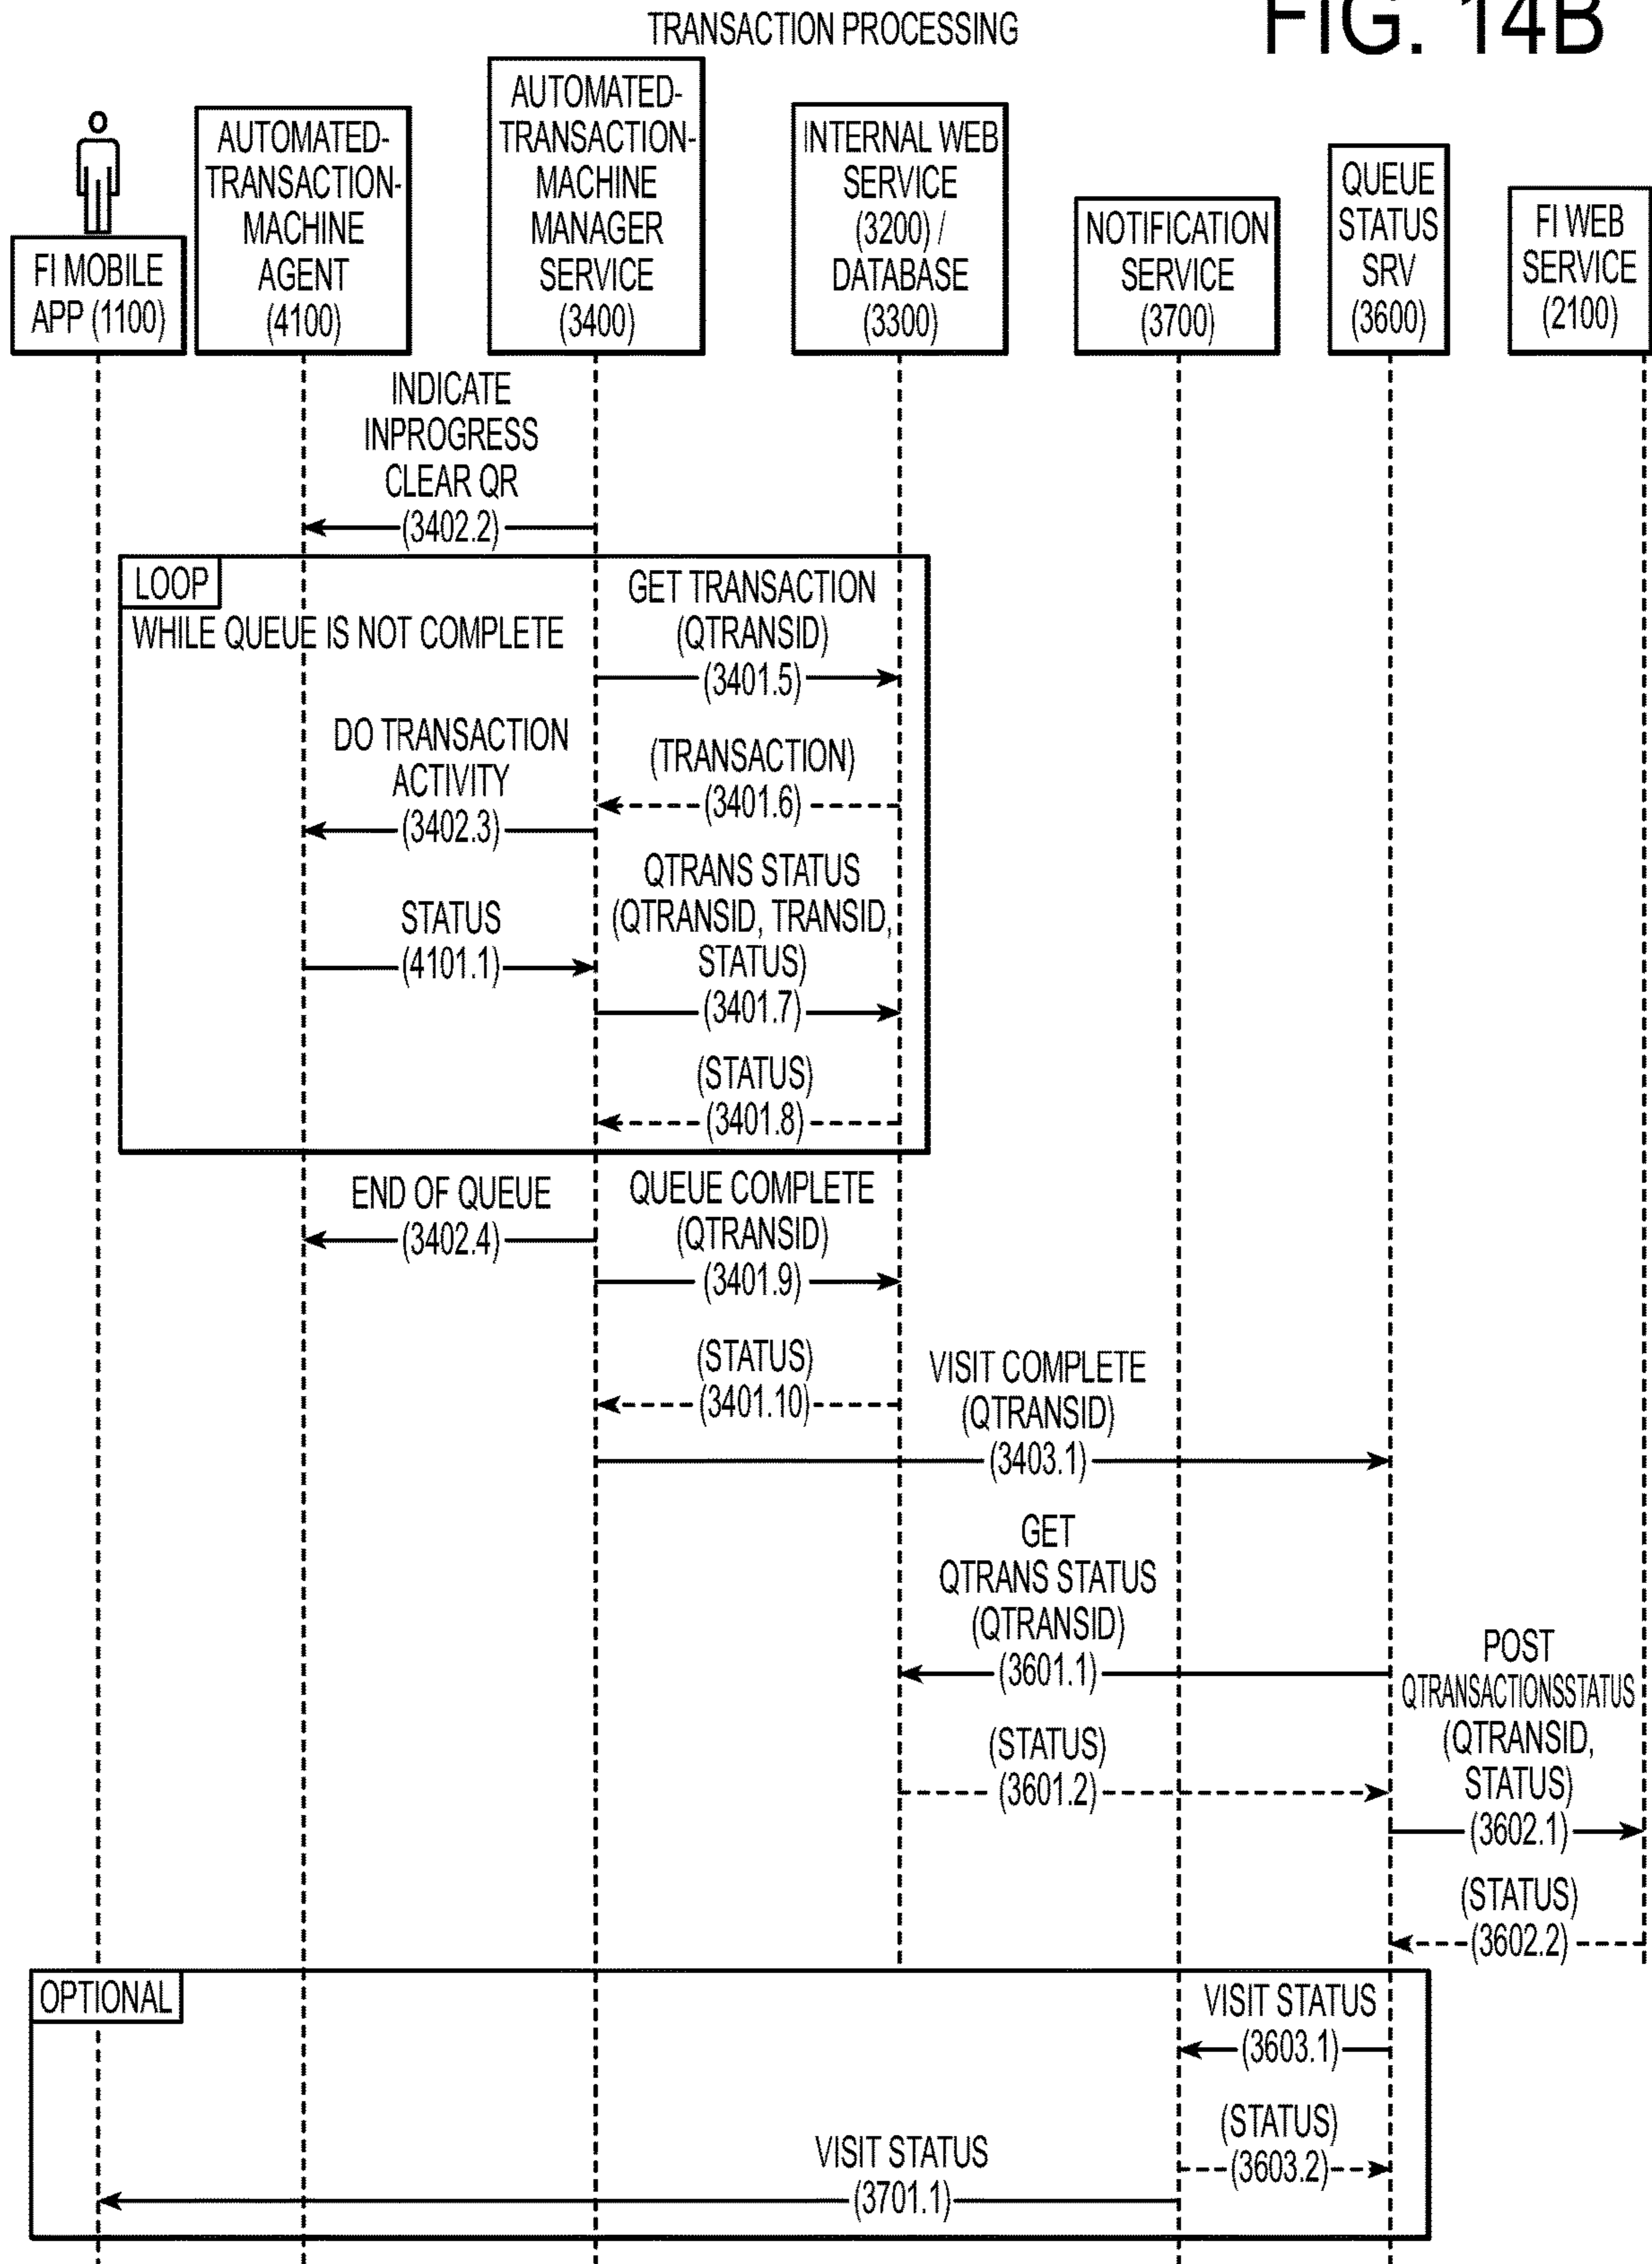 FIG. 14B
TRANSACTION PROCESSING
FI MOBILE
APP (1100)
AUTOMATED-
TRANSACTION-
MACHINE
AGENT
(4100)
AUTOMATED-
TRANSACTION-
MACHINE
MANAGER
SERVICE
(3400)
INTERNAL WEB
SERVICE
(3200) /
DATABASE
(3300)
NOTIFICATION
SERVICE
(3700)
QUEUE
STATUS
SRV
(3600)
FI WEB
SERVICE
(2100)
INDICATE
INPROGRESS
CLEAR QR
(3402.2)
LOOP
WHILE QUEUE IS NOT COMPLETE
GET TRANSACTION
(QTRANSID)
(3401.5)
(TRANSACTION)
(3401.6)
DO TRANSACTION
ACTIVITY
(3402.3)
STATUS
(4101.1)
QTRANS STATUS
(QTRANSID, TRANSID,
STATUS)
(3401.7)
(STATUS)
(3401.8)
END OF QUEUE
(3402.4)
QUEUE COMPLETE
(QTRANSID)
(3401.9)
(STATUS)
(3401.10)
VISIT COMPLETE
(QTRANSID)
(3403.1)
GET
QTRANS STATUS
(QTRANSID)
(3601.1)
(STATUS)
(3601.2)
POST
QTRANSACTIONSSTATUS
(QTRANSID,
STATUS)
(3602.1)
(STATUS)
(3602.2)
OPTIONAL
VISIT STATUS
(3603.1)
(STATUS)
(3603.2)
VISIT STATUS
(3701.1)